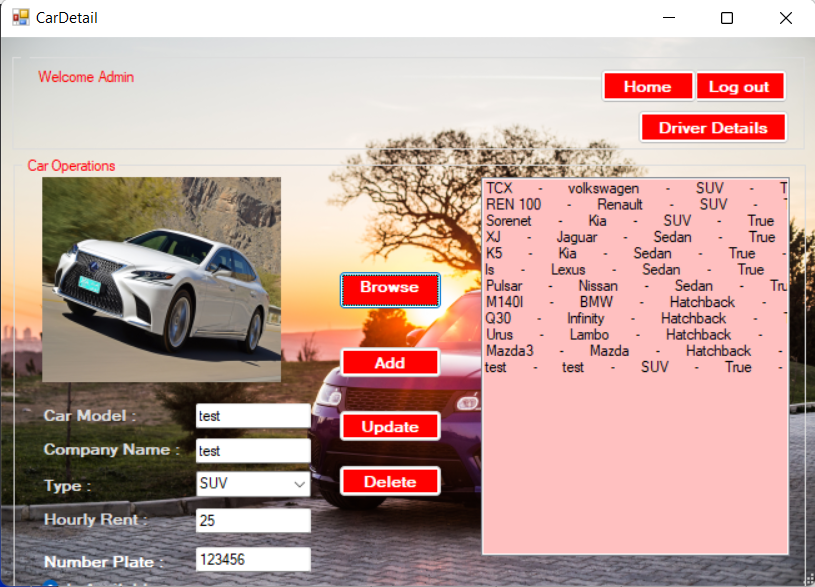 CarDetail
Welcome Admin
Home
Log out
Driver Details
Car Operations
TCX - volkswagen - SUV - T
REN 100 - Renault - SUV -
Sorenet - Kia - SUV - True
XJ - Jaguar - Sedan - True
K5 - Kia - Sedan - True -
ls - Lexus - Sedan - True
Pulsar - Nissan - Sedan - Tru
M140I - BMW - Hatchback -
Q30 - Infinity - Hatchback -
Urus - Lambo - Hatchback -
Mazda3 - Mazda - Hatchback -
test - test - SUV - True -
Browse
Add
Update
Delete
Car Model : test
Company Name : test
Type : SUV
Hourly Rent : 25
Number Plate : 123456